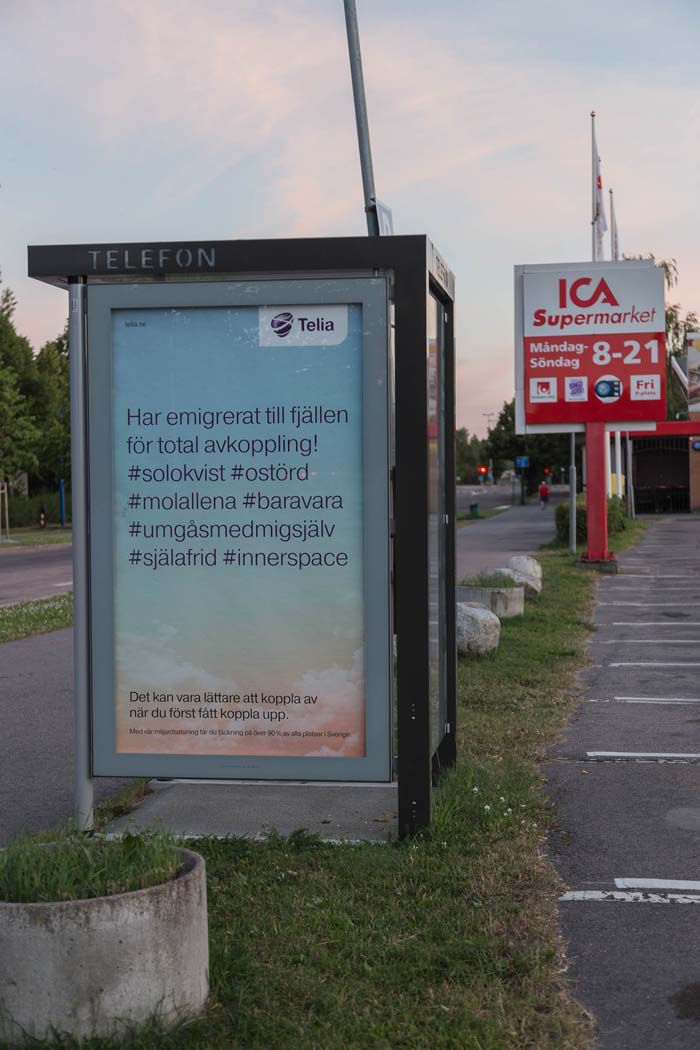 TELEFON
telia.se
Telia
Har emigrerat till fjällen
för total avkoppling!
#solokvist #ostörd
#molallena #baravara
#umgåsmedmigsjälv
#själafrid #innerspace
Det kan vara lättare att koppla av
när du först fått koppla upp.
Med vår miljardsatsning får du täckning på över 90% av alla platser i Sverige.
ICA
Supermarket
Måndag-
Söndag
8-21
Fri
P-plats